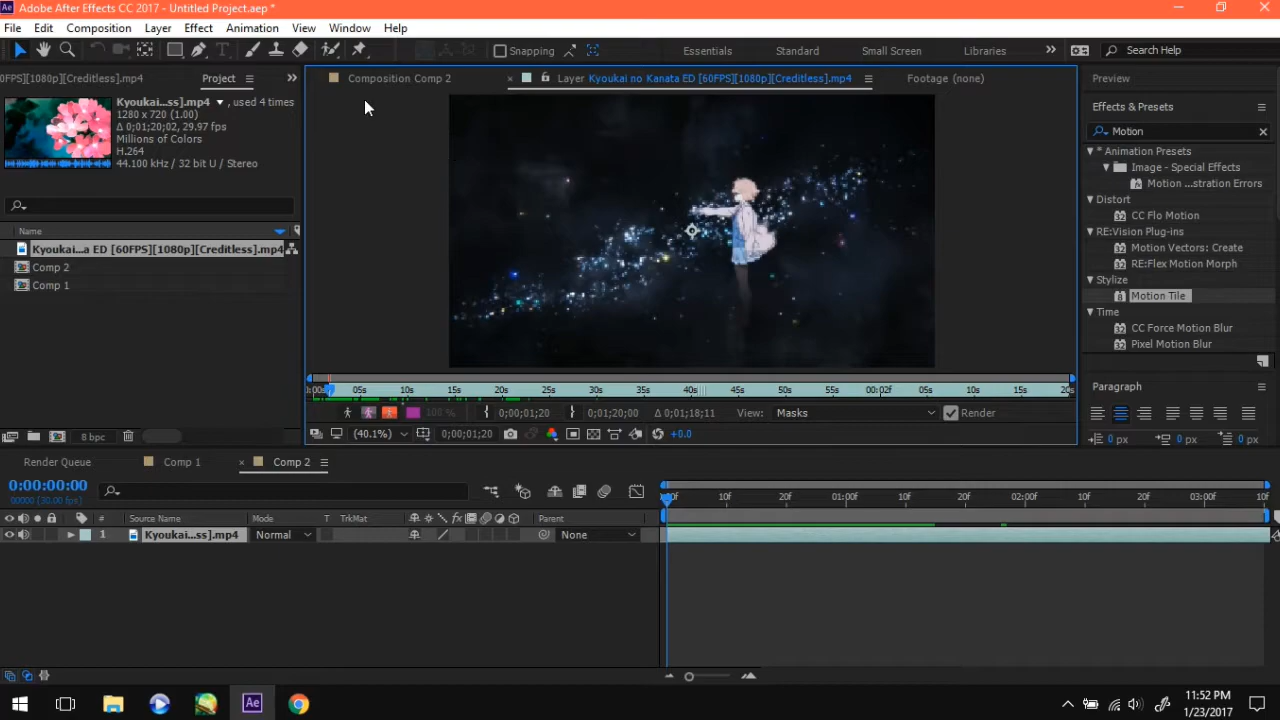 Ae Adobe After Effects CC 2017 - Untitled Project.aep *
File Edit Composition Layer Effect Animation View Window Help
Snapping Essentials Standard Small Screen Libraries Search Help
0FPS][1080p][Creditless].mp4 Project
Composition Comp 2 Layer Kyoukai no Kanata ED [60FPS][1080p][Creditless].mp4 Footage (none)
Preview
Kyoukai...ss].mp4 , used 4 times
1280 x 720 (1.00)
Δ 0;01;20;02, 29.97 fps
Millions of Colors
H.264
44.100 kHz / 32 bit U / Stereo
Effects & Presets
Motion
* Animation Presets
Image - Special Effects
Motion ...stration Errors
Distort
CC Flo Motion
RE:Vision Plug-ins
Motion Vectors: Create
RE:Flex Motion Morph
Stylize
Motion Tile
Time
CC Force Motion Blur
Pixel Motion Blur
Name
Kyoukai...a ED [60FPS][1080p][Creditless].mp4
Comp 2
Comp 1
05s 10s 15s 20s 25s 30s 35s 40s 45s 50s 55s 00:02f 05s 10s 15s
100 % 0;00;01;20 0;01;20;00 Δ 0;01;18;11 View: Masks Render
(40.1%) 0;00;01;20 +0.0
Paragraph
0 px 0 px 0 px
8 bpc
Render Queue Comp 1 Comp 2
0:00:00:00
00000 (30.00 fps)
10f 20f 01:00f 10f 20f 02:00f 10f 20f 03:00f 10f
# Source Name Mode T TrkMat Parent
1 Kyoukai...ss].mp4 Normal None
Ae
11:52 PM
1/23/2017